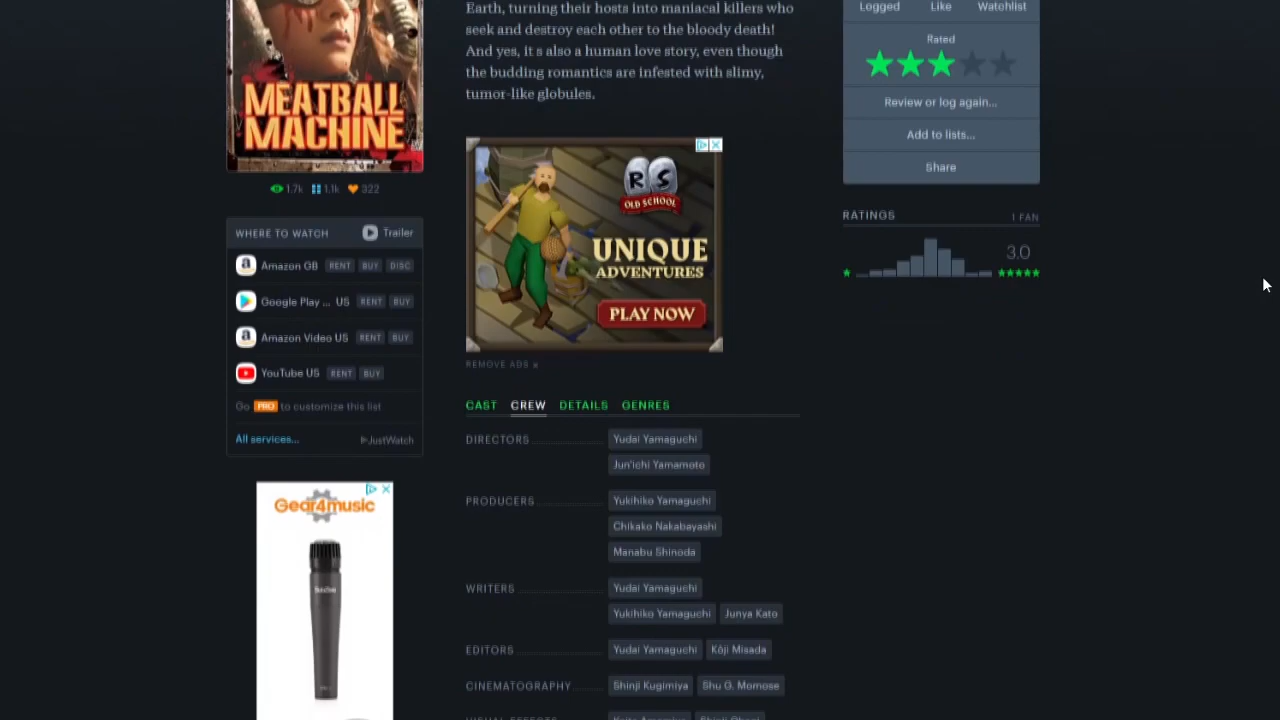 Earth, turning their hosts into maniacal killers who
seek and destroy each other to the bloody death!
And yes, it s also a human love story, even though
the budding romantics are infested with slimy,
tumor-like globules.
MEATBALL
MACHINE
1.7k 1.1k 322
WHERE TO WATCH Trailer
Amazon GB RENT BUY DISC
Google Play ... US RENT BUY
Amazon Video US RENT BUY
YouTube US RENT BUY
Go PRO to customize this list
All services... JustWatch
Gear4music
RS
OLD SCHOOL
UNIQUE
ADVENTURES
PLAY NOW
REMOVE ADS x
CAST CREW DETAILS GENRES
DIRECTORS Yudai Yamaguchi
Jun'ichi Yamamoto
PRODUCERS Yukihiko Yamaguchi
Chikako Nakabayashi
Manabu Shinoda
WRITERS Yudai Yamaguchi
Yukihiko Yamaguchi Junya Kato
EDITORS Yudai Yamaguchi Kôji Misada
CINEMATOGRAPHY Shinji Kugimiya Shu G. Momose
Logged Like Watchlist
Rated
Review or log again...
Add to lists...
Share
RATINGS 1 FAN
3.0